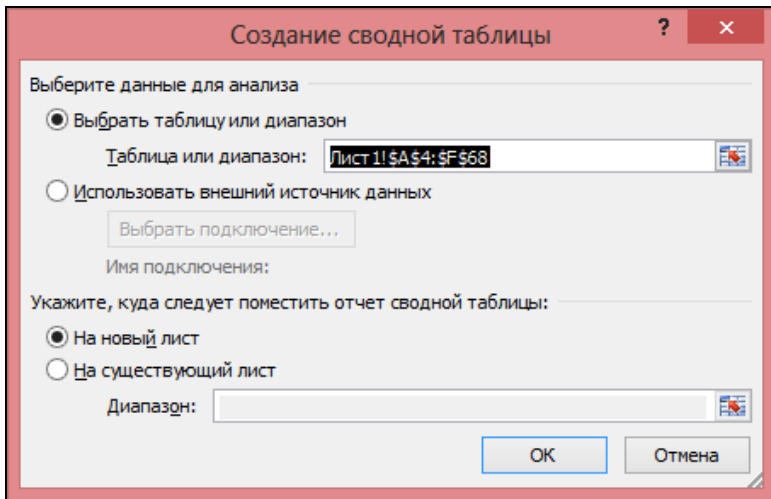 Создание сводной таблицы ? ×
Выберите данные для анализа
Выбрать таблицу или диапазон
Таблица или диапазон: Лист1!$A$4:$F$68
Использовать внешний источник данных
Выбрать подключение...
Имя подключения:
Укажите, куда следует поместить отчет сводной таблицы:
На новый лист
На существующий лист
Диапазон:
ОК Отмена